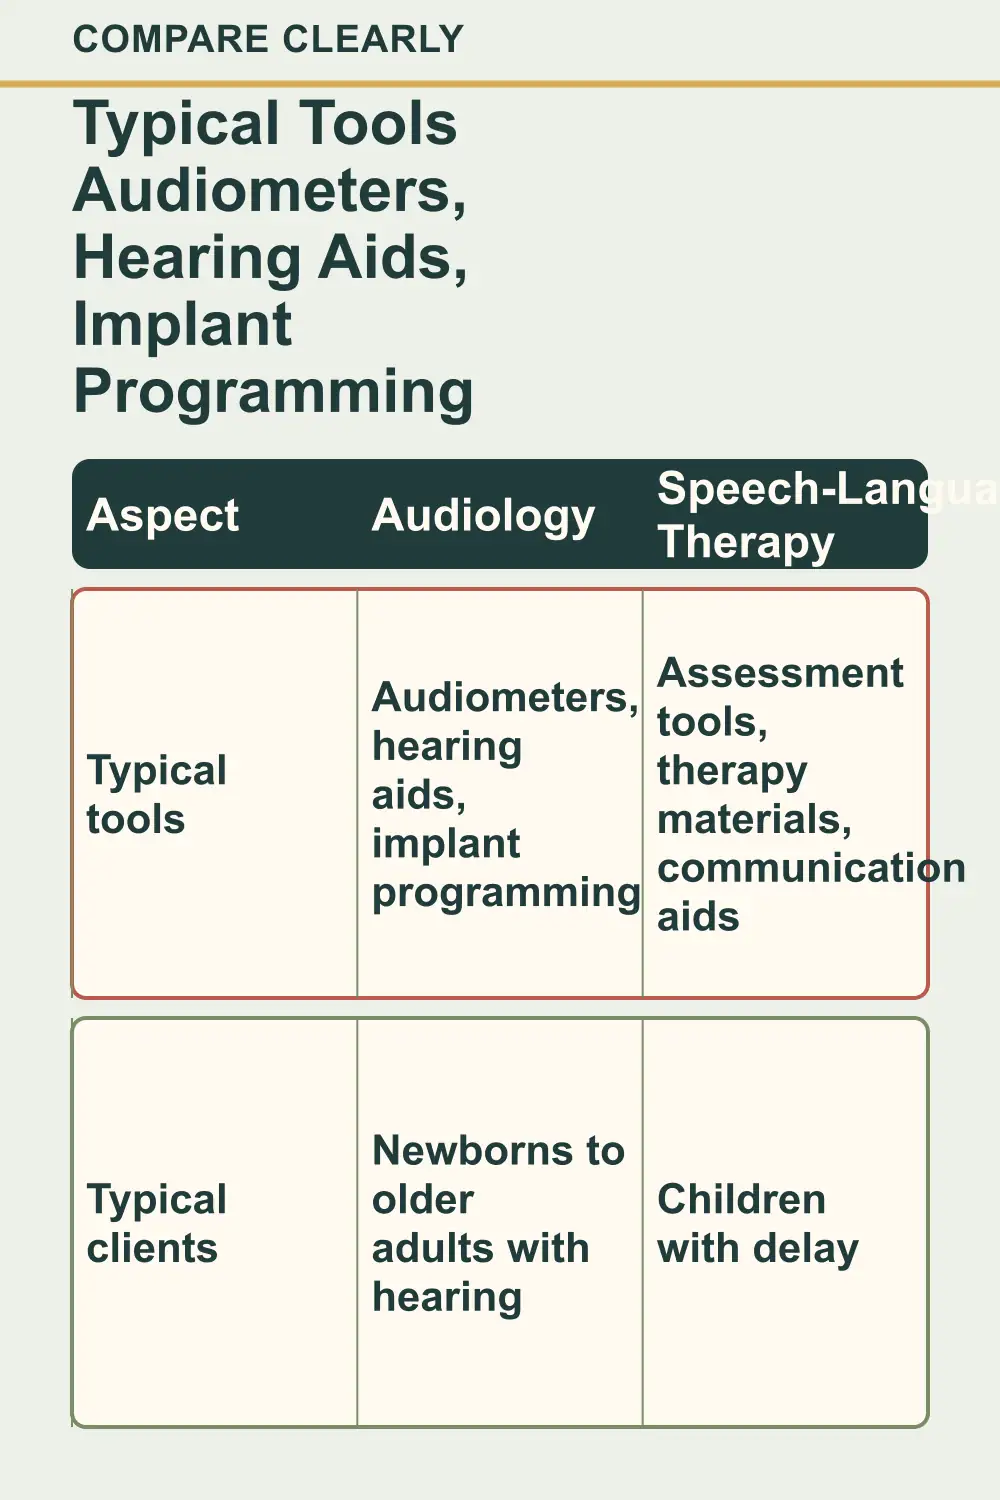 COMPARE CLEARLY
Typical Tools
Audiometers,
Hearing Aids,
Implant
Programming
Aspect
Audiology
Speech-Langua
Therapy
Typical
tools
Audiometers,
hearing
aids,
implant
programming
Assessment
tools,
therapy
materials,
communication
aids
Typical
clients
Newborns to
older
adults with
hearing
Children
with delay